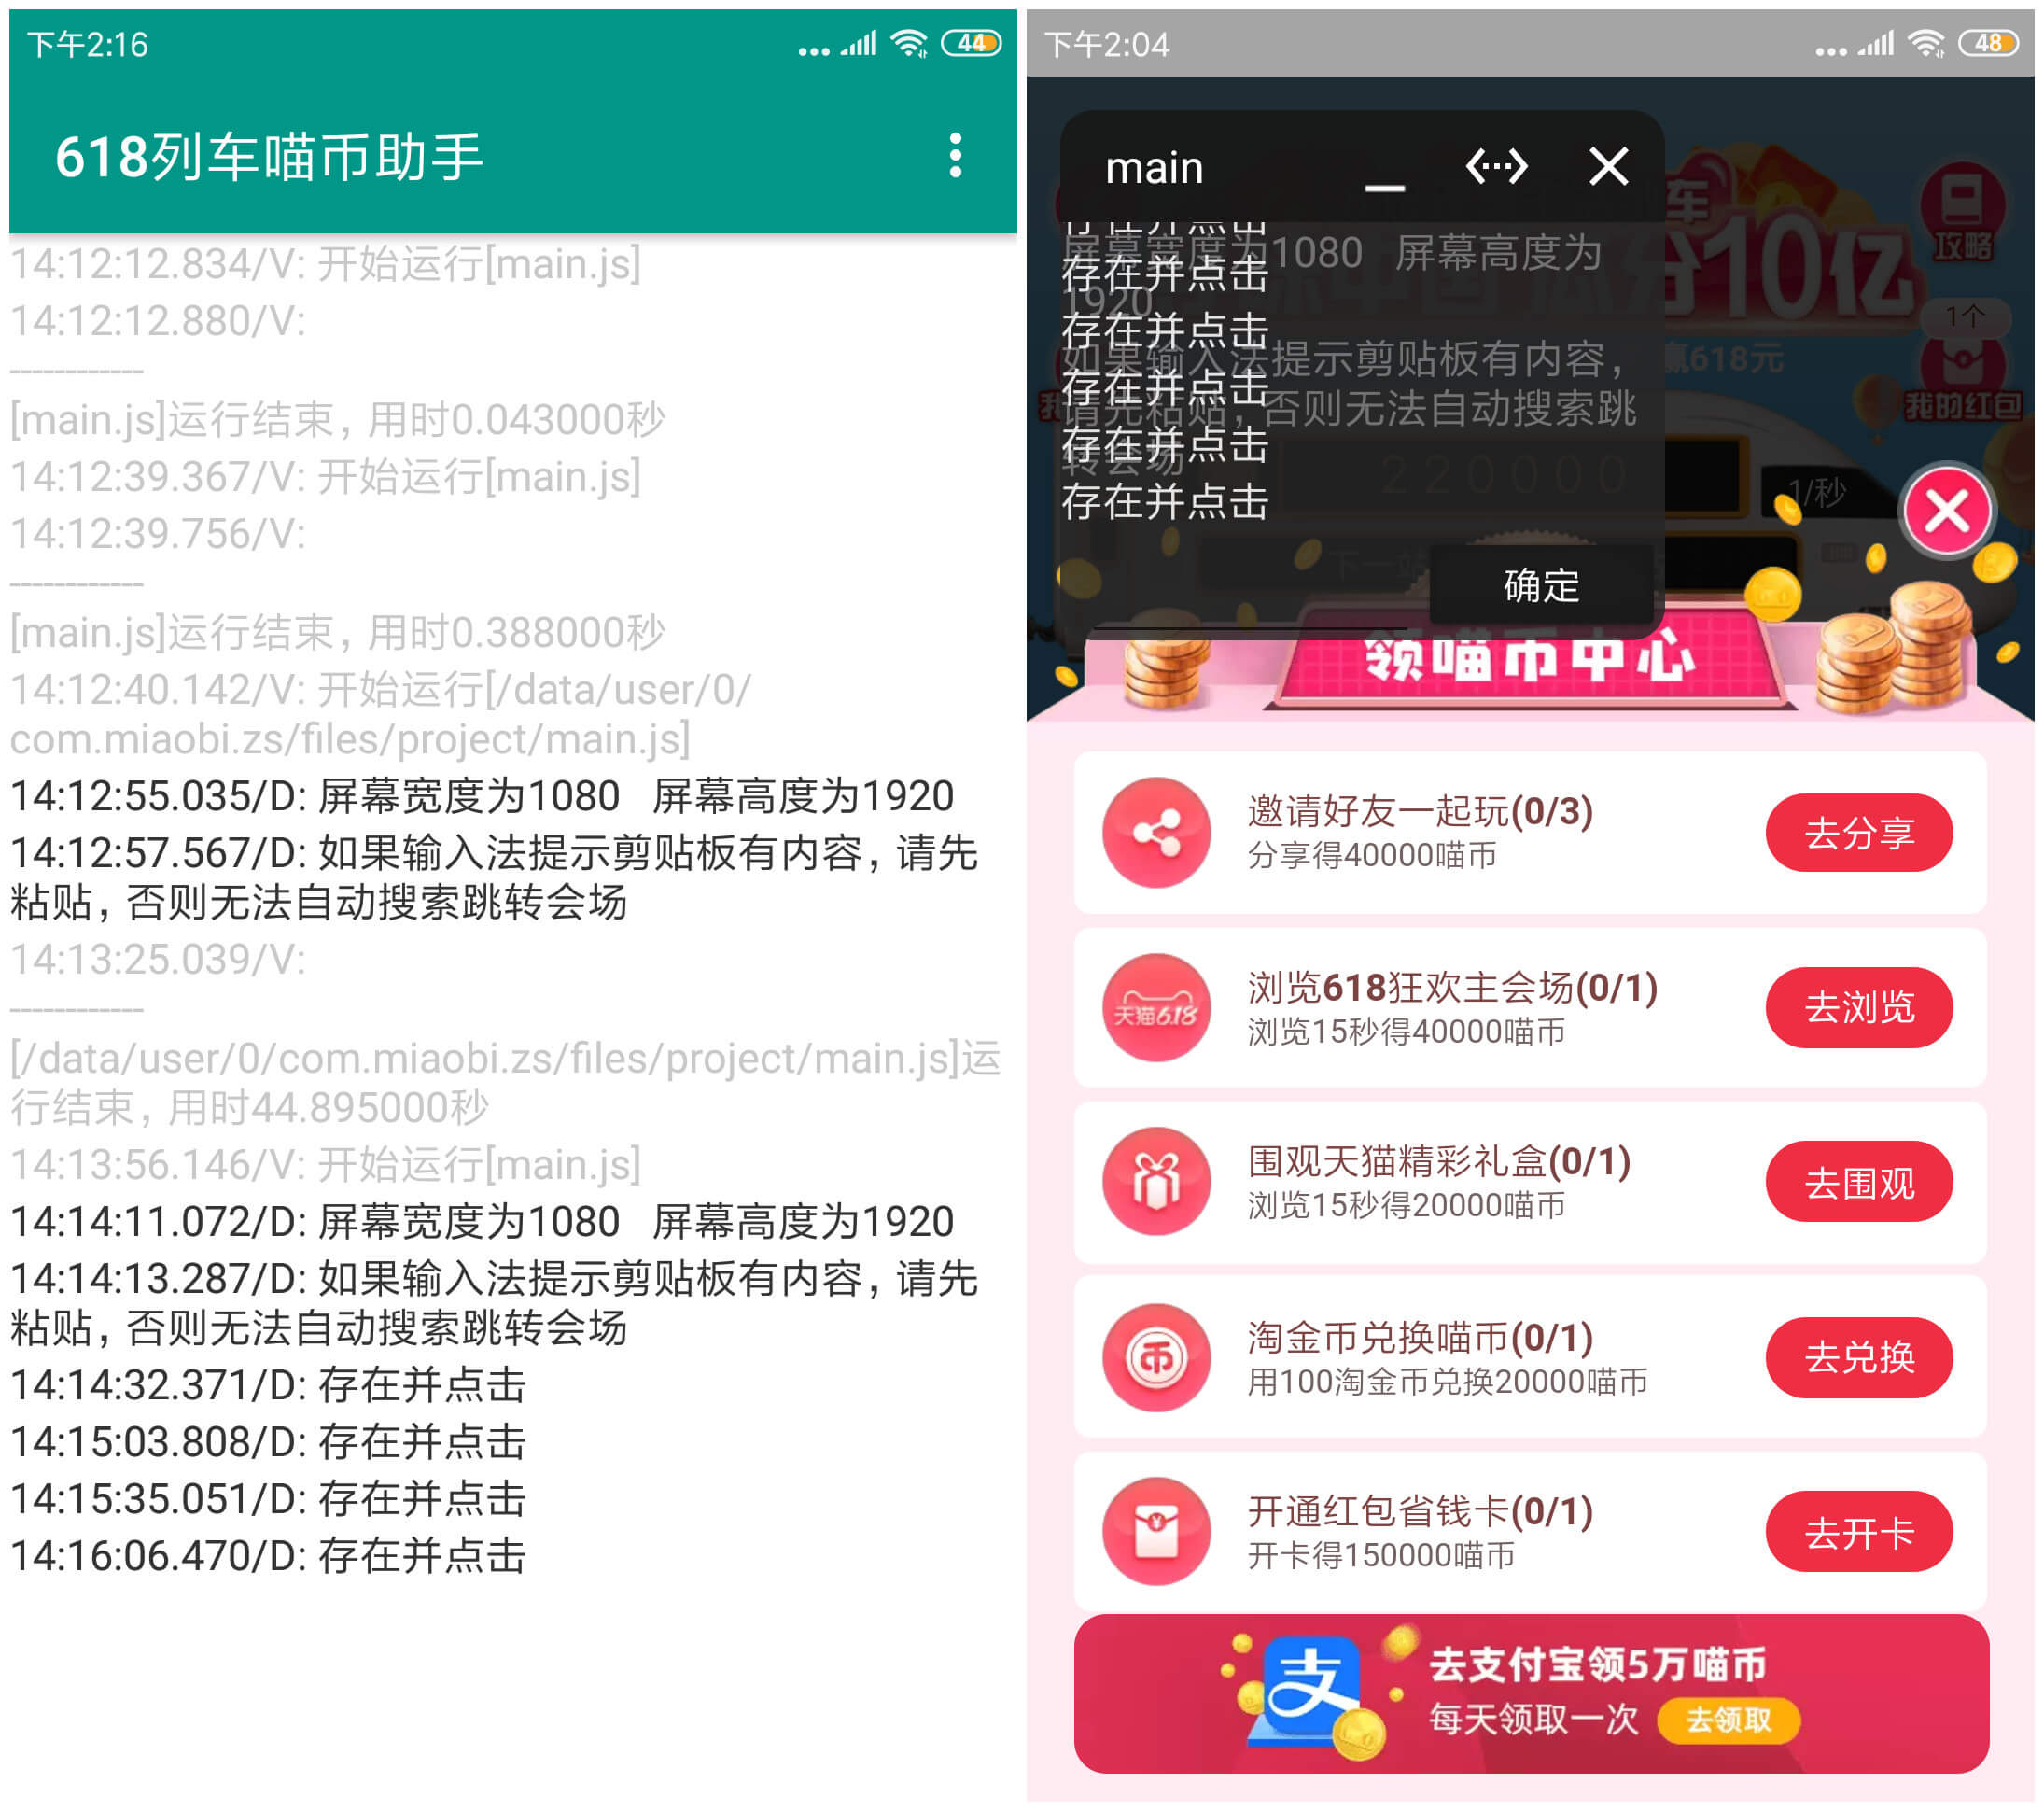 下午2:16
44
618列车喵币助手
14:12:12.834/V: 开始运行[main.js]
14:12:12.880/V:
------------
[main.js]运行结束，用时0.043000秒
14:12:39.367/V: 开始运行[main.js]
14:12:39.756/V:
------------
[main.js]运行结束，用时0.388000秒
14:12:40.142/V: 开始运行[/data/user/0/
com.miaobi.zs/files/project/main.js]
14:12:55.035/D: 屏幕宽度为1080 屏幕高度为1920
14:12:57.567/D: 如果输入法提示剪贴板有内容，请先
粘贴，否则无法自动搜索跳转会场
14:13:25.039/V:
------------
[/data/user/0/com.miaobi.zs/files/project/main.js]运
行结束，用时44.895000秒
14:13:56.146/V: 开始运行[main.js]
14:14:11.072/D: 屏幕宽度为1080 屏幕高度为1920
14:14:13.287/D: 如果输入法提示剪贴板有内容，请先
粘贴，否则无法自动搜索跳转会场
14:14:32.371/D: 存在并点击
14:15:03.808/D: 存在并点击
14:15:35.051/D: 存在并点击
14:16:06.470/D: 存在并点击
下午2:04
48
main
存在并点击
屏幕宽度为1080 屏幕高度为
存在并点击
1920
存在并点击
如果输入法提示剪贴板有内容，
存在并点击
请先粘贴，否则无法自动搜索跳
存在并点击
转会场
存在并点击
确定
车
分10亿
攻略
1个
赢618元
我的红包
220000
1/秒
下一站
领喵币中心
邀请好友一起玩(0/3)
分享得40000喵币
去分享
天猫6.18
浏览618狂欢主会场(0/1)
浏览15秒得40000喵币
去浏览
围观天猫精彩礼盒(0/1)
浏览15秒得20000喵币
去围观
币
淘金币兑换喵币(0/1)
用100淘金币兑换20000喵币
去兑换
开通红包省钱卡(0/1)
开卡得150000喵币
去开卡
支
去支付宝领5万喵币
每天领取一次
去领取